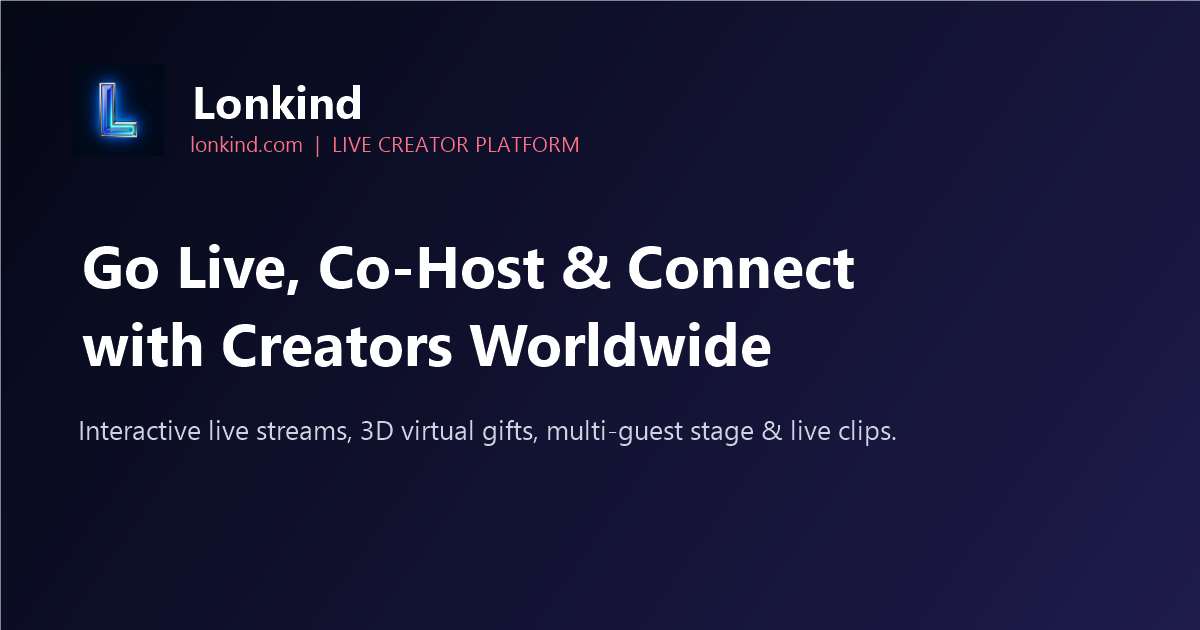 L
Lonkind
lonkind.com | LIVE CREATOR PLATFORM
Go Live, Co-Host & Connect
with Creators Worldwide
Interactive live streams, 3D virtual gifts, multi-guest stage & live clips.